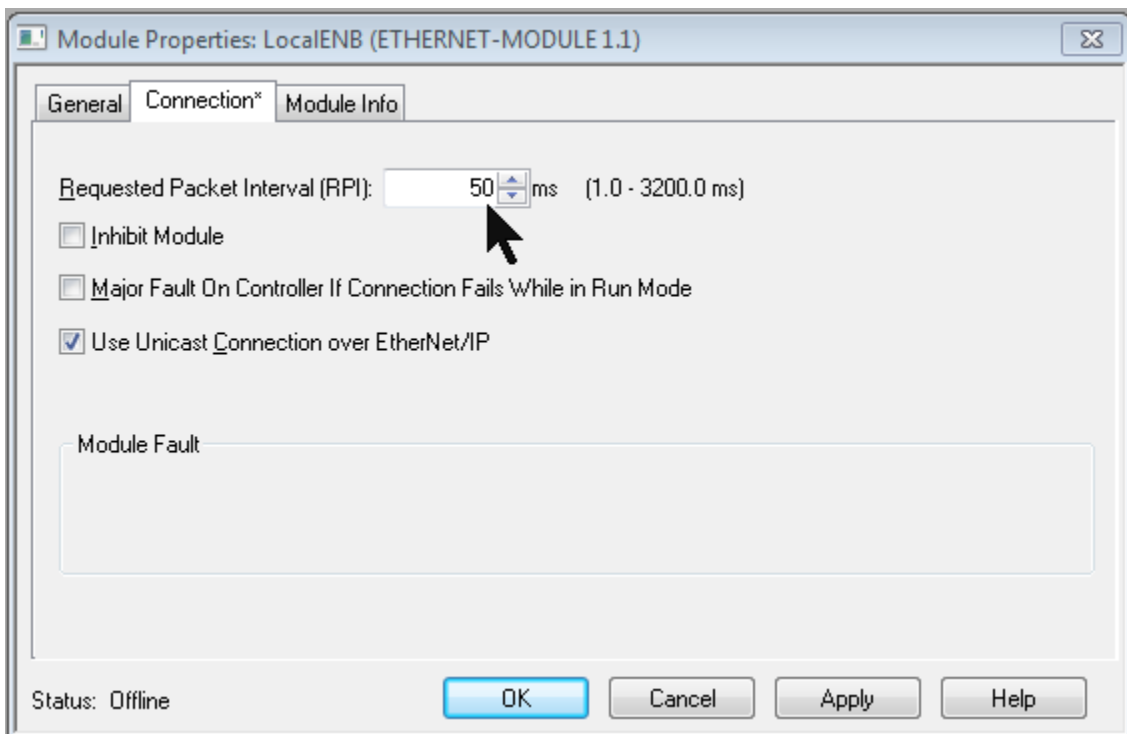 Module Properties: LocalENB (ETHERNET-MODULE 1.1)
General Connection* Module Info
Requested Packet Interval (RPI): 50 ms (1.0 - 3200.0 ms)
Inhibit Module
Major Fault On Controller If Connection Fails While in Run Mode
Use Unicast Connection over EtherNet/IP
Module Fault
Status: Offline OK Cancel Apply Help